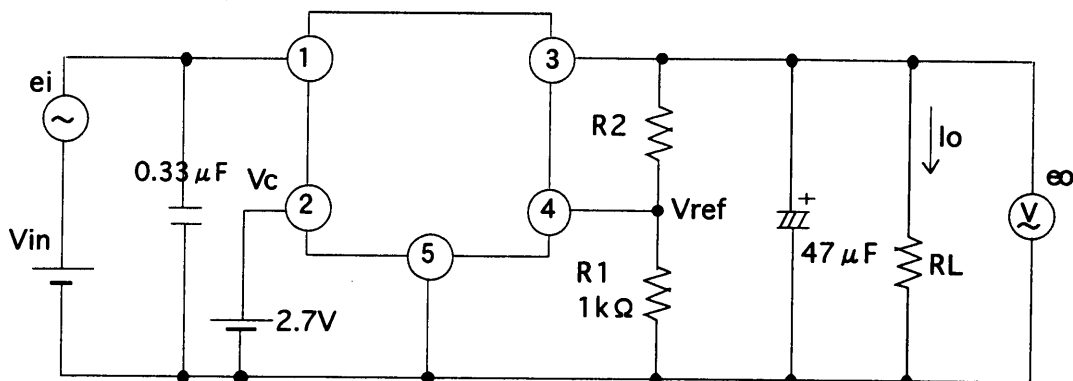 1
3
ei
~
R2
Io
0.33 μF
Vc
eo
2
4
Vref
+
V
~
Vin
5
R1
1kΩ
47 μF
RL
2.7V